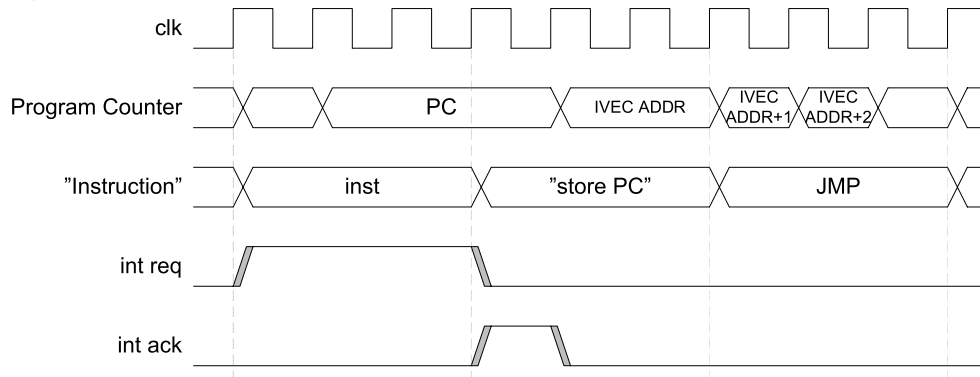 clk
Program Counter
PC
IVEC ADDR
IVEC
ADDR+1
IVEC
ADDR+2
”Instruction”
inst
”store PC”
JMP
int req
int ack